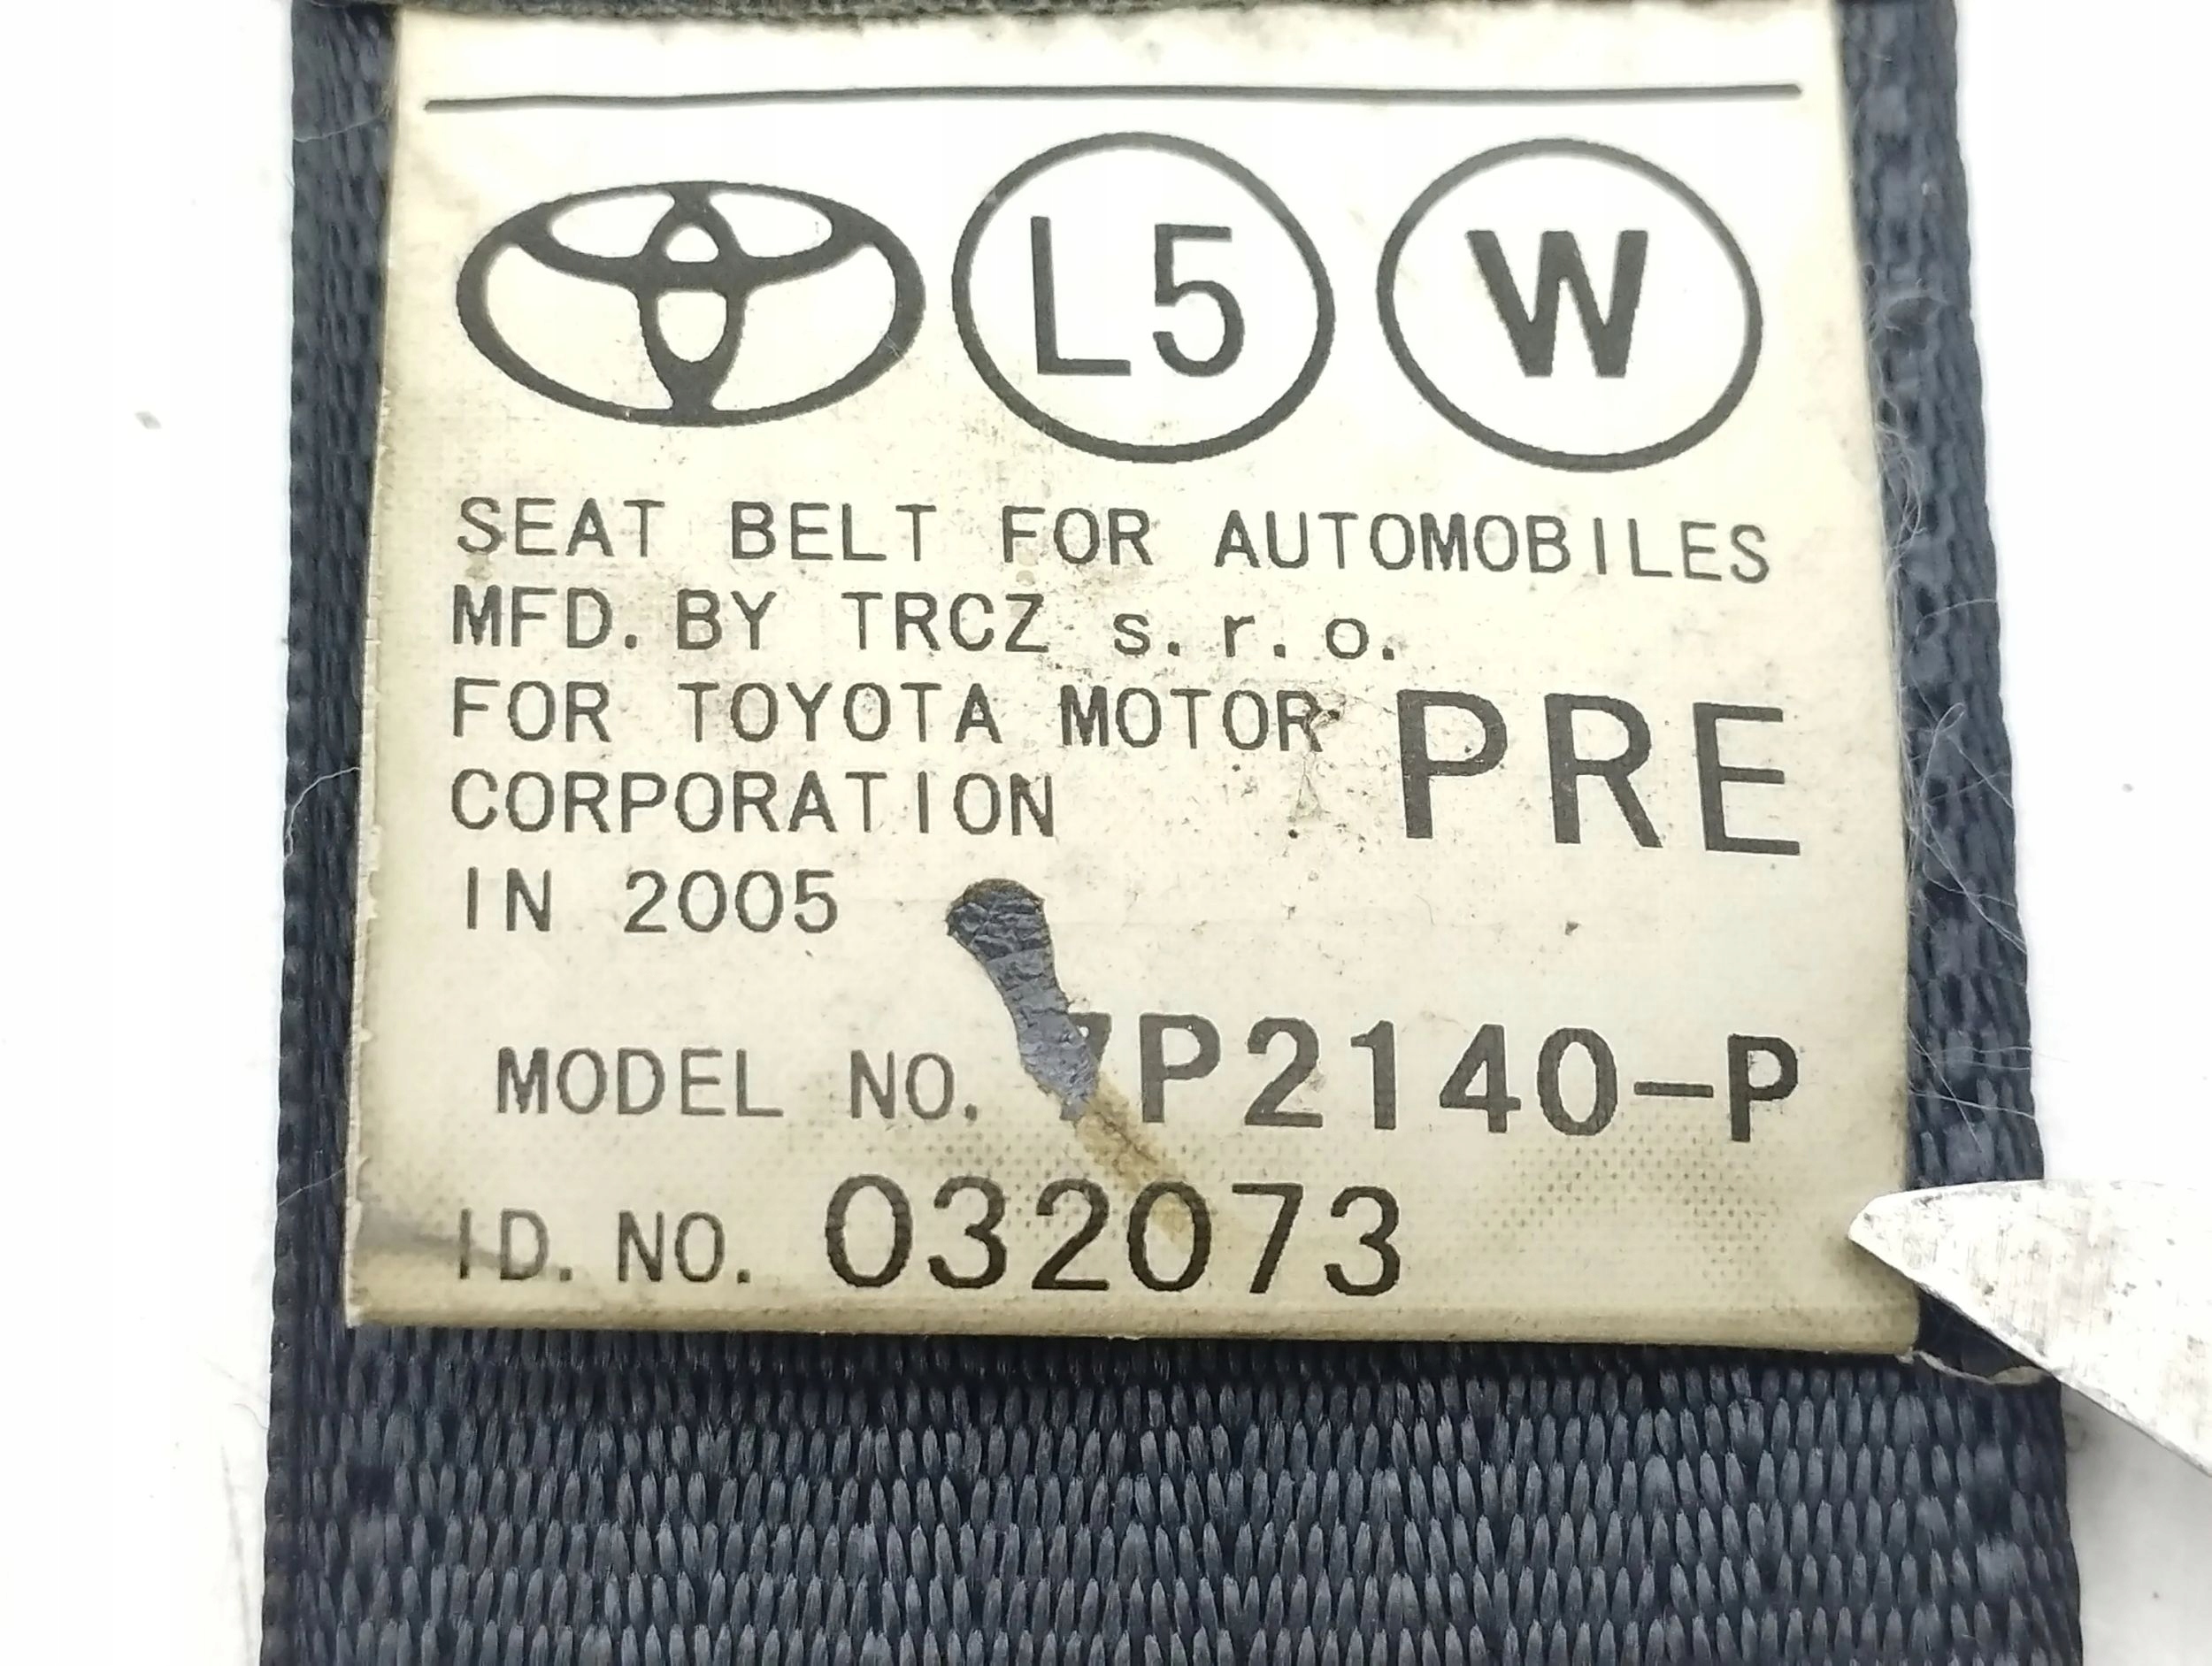 L5 W
SEAT BELT FOR AUTOMOBILES
MFD. BY TRCZ s. r. o.
FOR TOYOTA MOTOR
CORPORATION
PRE
IN 2005
MODEL NO. 7P2140-P
ID. NO. 032073